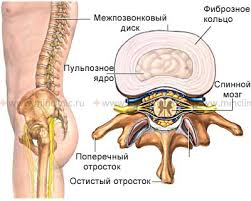 Межпозвонковый
диск
Фиброзное
кольцо
Пульпозное
ядро
Спинной
мозг
Поперечный
отросток
Остистый отросток